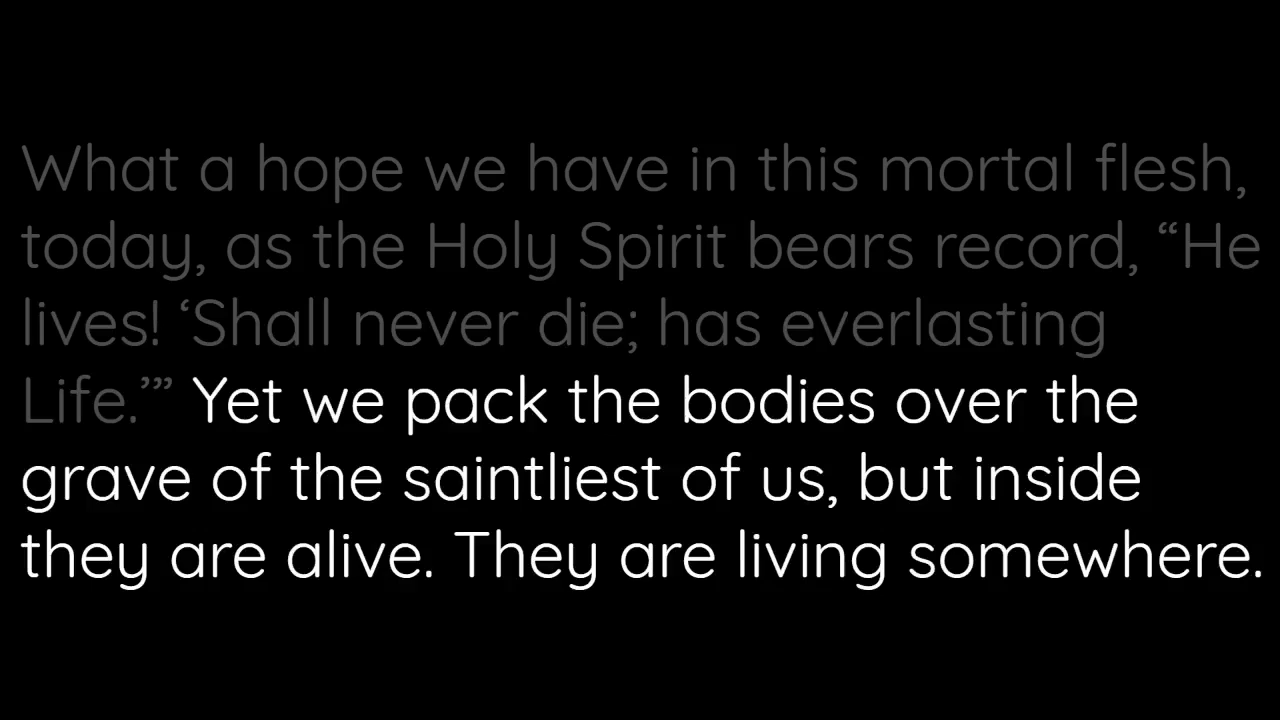 What a hope we have in this mortal flesh,
today, as the Holy Spirit bears record, “He
lives! ‘Shall never die; has everlasting
Life.’” Yet we pack the bodies over the
grave of the saintliest of us, but inside
they are alive. They are living somewhere.